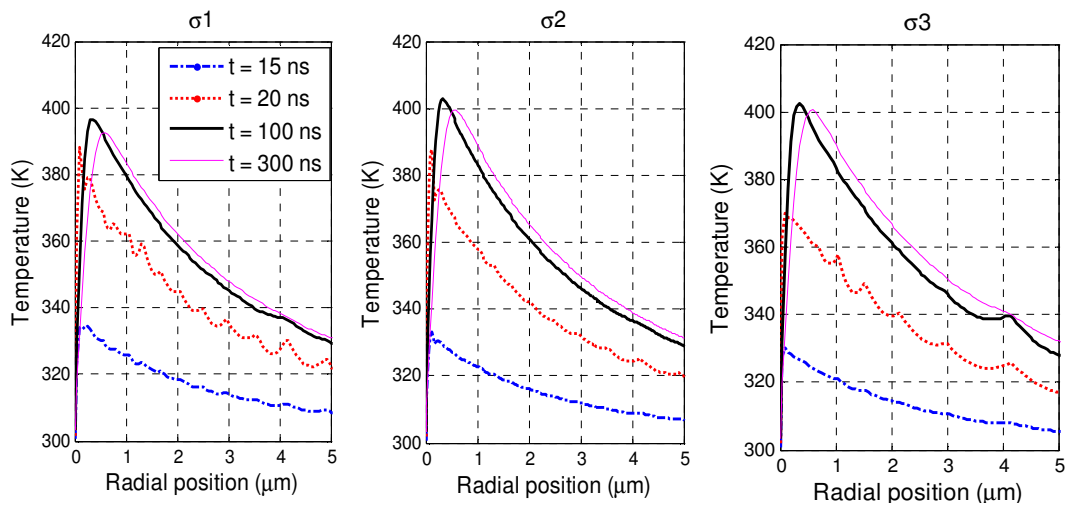 σ1
σ2
σ3
420
400
380
360
340
320
300
Temperature (K)
0 1 2 3 4 5
Radial position (μm)
t = 15 ns
t = 20 ns
t = 100 ns
t = 300 ns
420
400
380
360
340
320
300
Temperature (K)
0 1 2 3 4 5
Radial position (μm)
420
400
380
360
340
320
300
Temperature (K)
0 1 2 3 4 5
Radial position (μm)